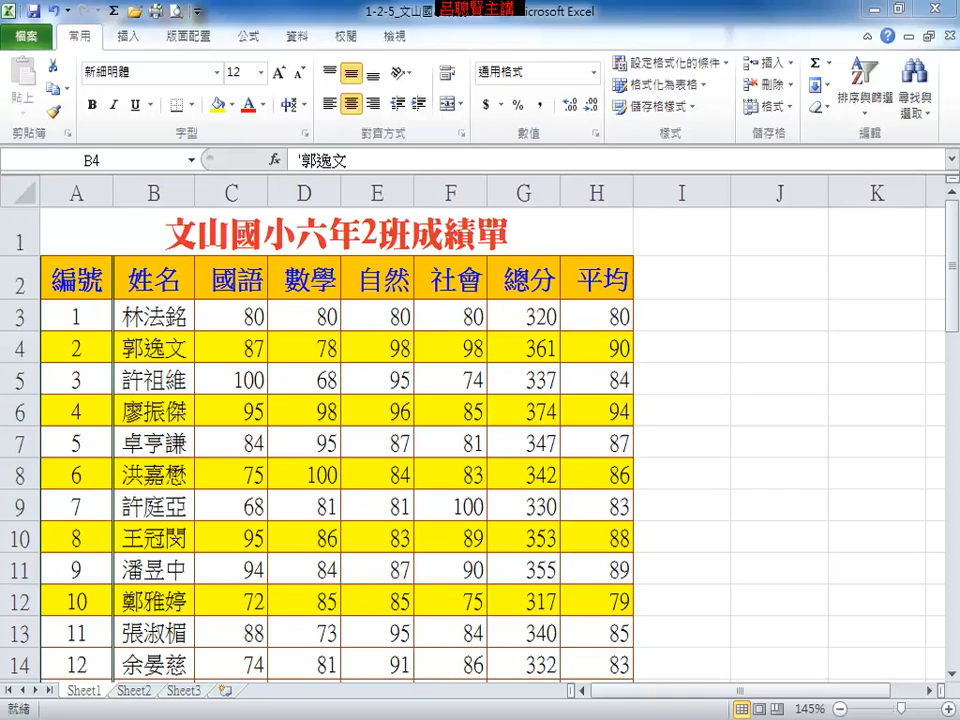 1-2-5_文山國
呂聰賢主講
icrosoft Excel
檔案 常用 插入 版面配置 公式 資料 校閱 檢視
貼上 新細明體 12 通用格式 設定格式化的條件 插入
格式化為表格 刪除 排序與篩選 尋找與選取
B I U $ % , 儲存格樣式 格式
剪貼簿 字型 對齊方式 數值 樣式 儲存格 編輯
B4 fx '郭逸文
A B C D E F G H I J K
1 文山國小六年2班成績單
2 編號 姓名 國語 數學 自然 社會 總分 平均
3 1 林法銘 80 80 80 80 320 80
4 2 郭逸文 87 78 98 98 361 90
5 3 許祖維 100 68 95 74 337 84
6 4 廖振傑 95 98 96 85 374 94
7 5 卓亨謙 84 95 87 81 347 87
8 6 洪嘉懋 75 100 84 83 342 86
9 7 許庭亞 68 81 81 100 330 83
10 8 王冠閔 95 86 83 89 353 88
11 9 潘昱中 94 84 87 90 355 89
12 10 鄭雅婷 72 85 85 75 317 79
13 11 張淑楣 88 73 95 84 340 85
14 12 余晏慈 74 81 91 86 332 83
Sheet1 Sheet2 Sheet3
就緒 145%